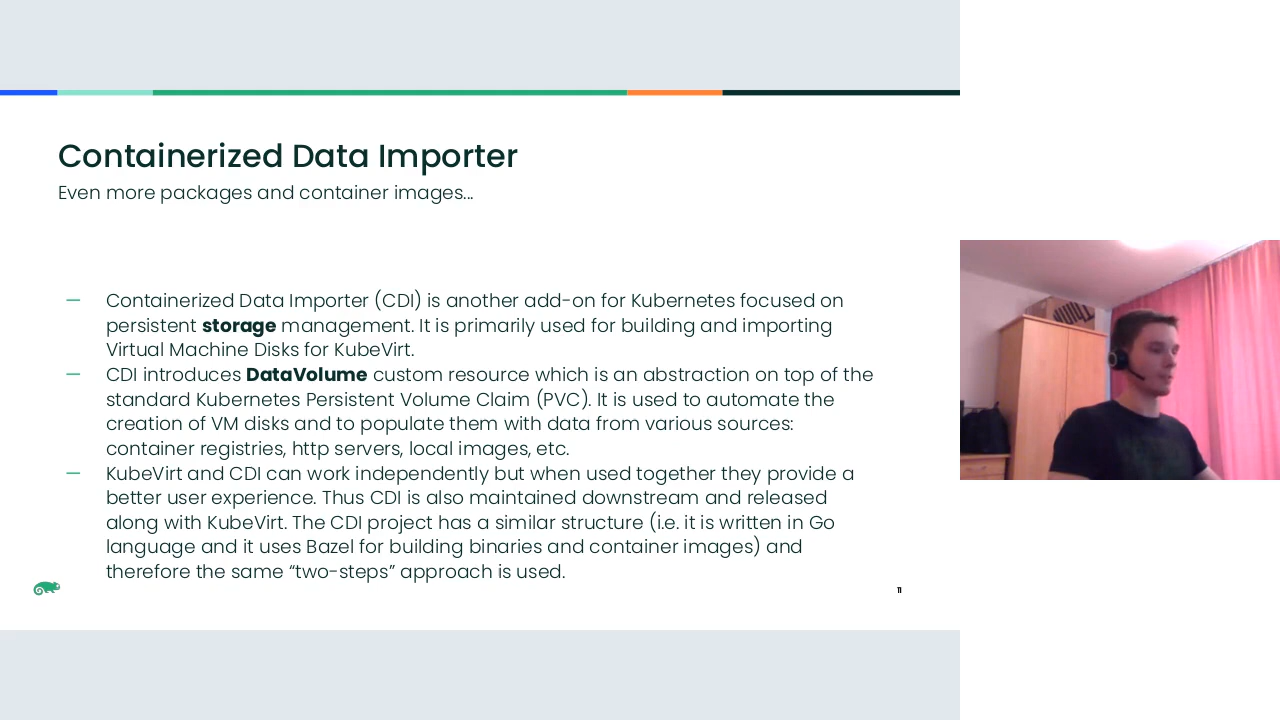 Containerized Data Importer
Even more packages and container images...
— Containerized Data Importer (CDI) is another add-on for Kubernetes focused on
persistent storage management. It is primarily used for building and importing
Virtual Machine Disks for KubeVirt.
— CDI introduces DataVolume custom resource which is an abstraction on top of the
standard Kubernetes Persistent Volume Claim (PVC). It is used to automate the
creation of VM disks and to populate them with data from various sources:
container registries, http servers, local images, etc.
— KubeVirt and CDI can work independently but when used together they provide a
better user experience. Thus CDI is also maintained downstream and released
along with KubeVirt. The CDI project has a similar structure (i.e. it is written in Go
language and it uses Bazel for building binaries and container images) and
therefore the same “two-steps” approach is used.
11